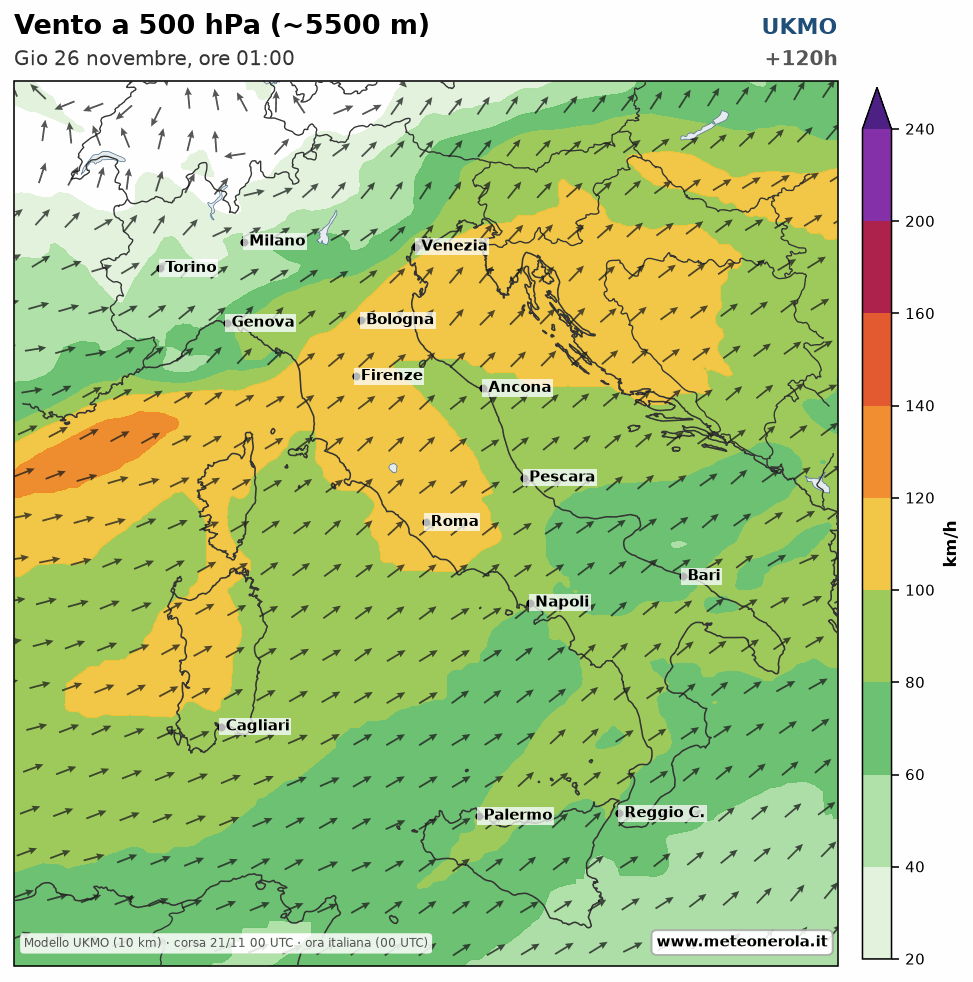 Vento a 500 hPa (~5500 m)
UKMO
Gio 26 novembre, ore 01:00
+120h
240
200
160
140
120
100
80
60
40
20
km/h
Milano
Venezia
Torino
Genova
Bologna
Firenze
Ancona
Pescara
Roma
Bari
Napoli
Cagliari
Palermo
Reggio C.
Modello UKMO (10 km) · corsa 21/11 00 UTC · ora italiana (00 UTC)
www.meteonerola.it